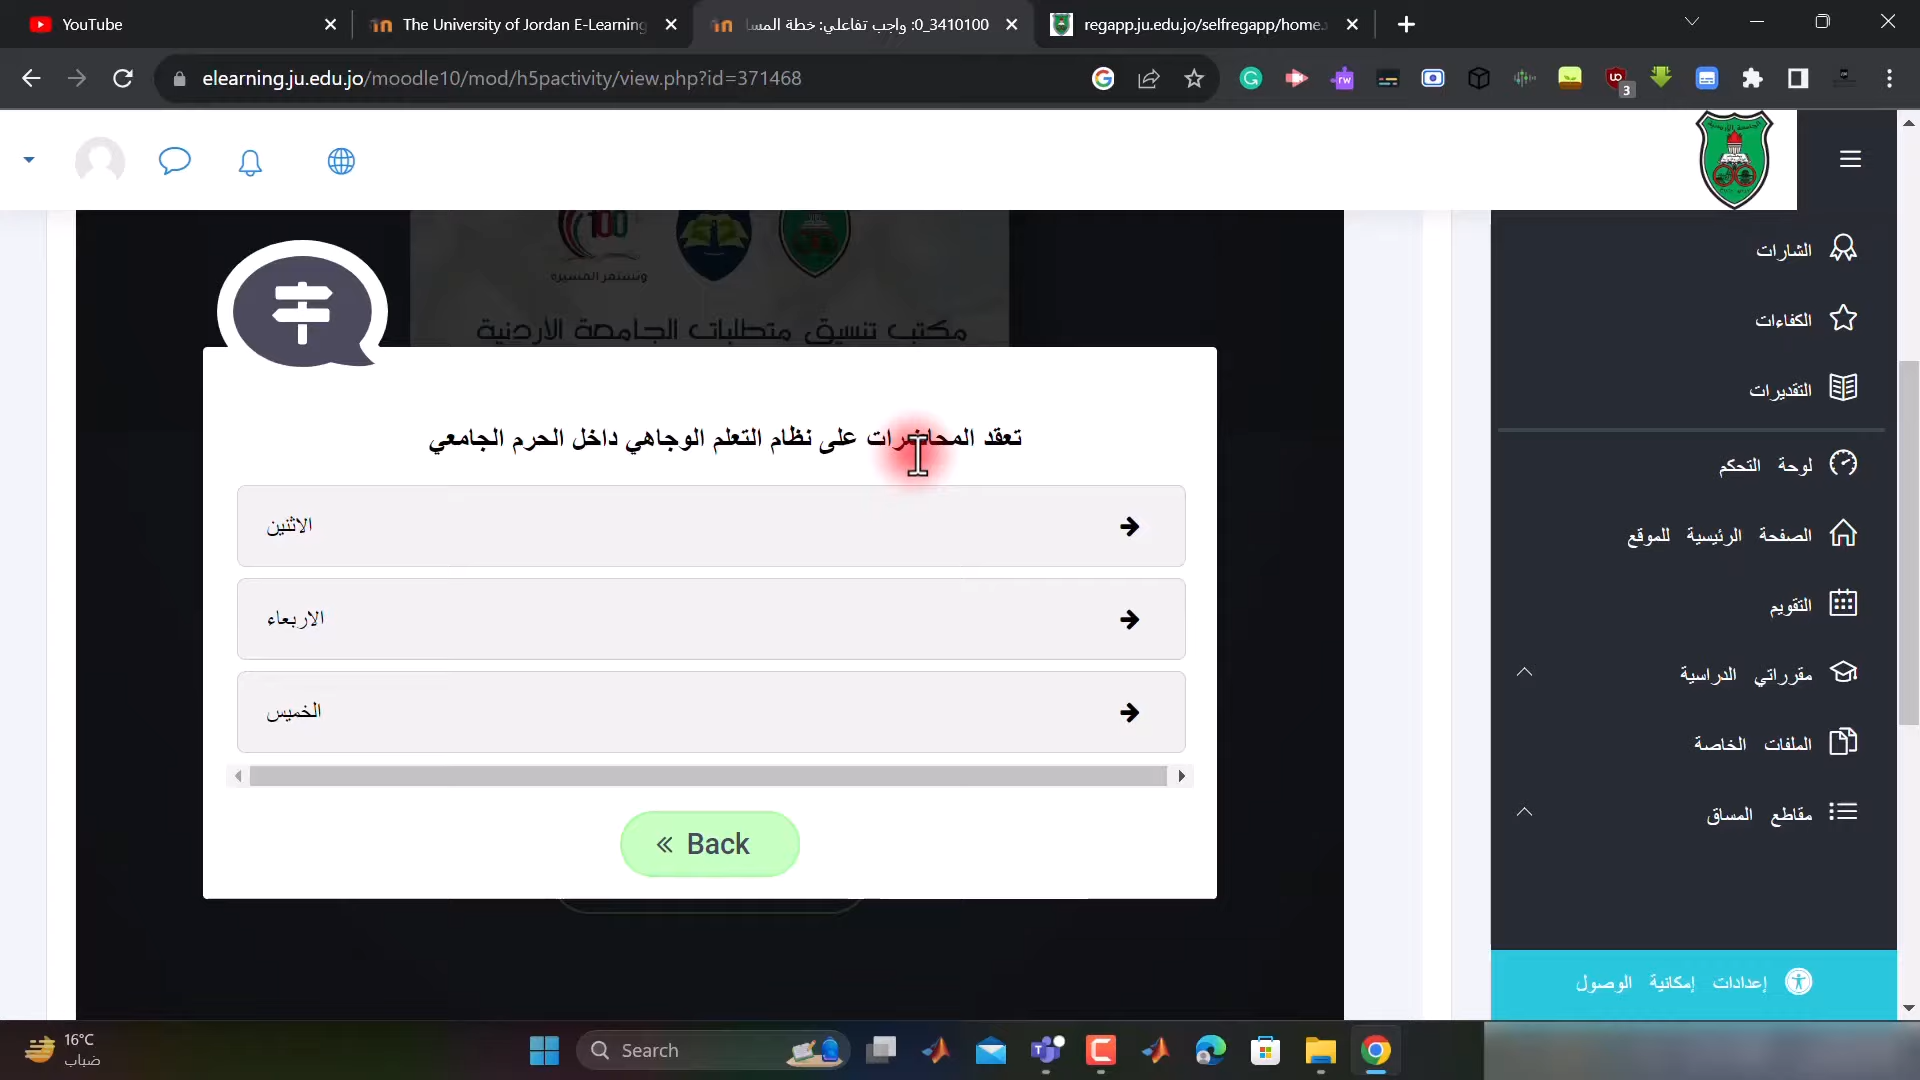 YouTube
The University of Jordan E-Learning
0_3410100: واجب تفاعلي: خطة المسا
regapp.ju.edu.jo/selfregapp/home.
elearning.ju.edu.jo/moodle10/mod/h5pactivity/view.php?id=371468
3
100
وتستمر المسيرة
مكتب تنسيق متطلبات الجامعة الأردنية
تعقد المحاضرات على نظام التعلم الوجاهي داخل الحرم الجامعي
الاثنين
الاربعاء
الخميس
« Back
الشارات
الكفاءات
التقديرات
لوحة التحكم
الصفحة الرئيسية للموقع
التقويم
مقرراتي الدراسية
الملفات الخاصة
مقاطع المساق
إعدادات إمكانية الوصول
16°C
ضباب
Search